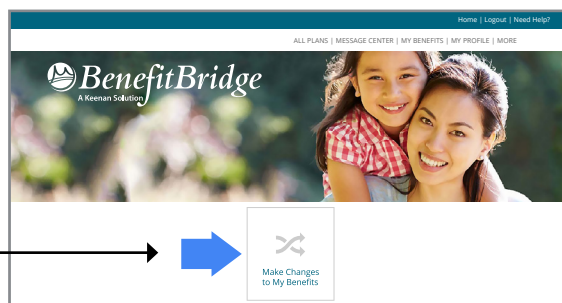 Home | Logout | Need Help?
ALL PLANS | MESSAGE CENTER | MY BENEFITS | MY PROFILE | MORE
BenefitBridge
A Keenan Solution
Make Changes
to My Benefits